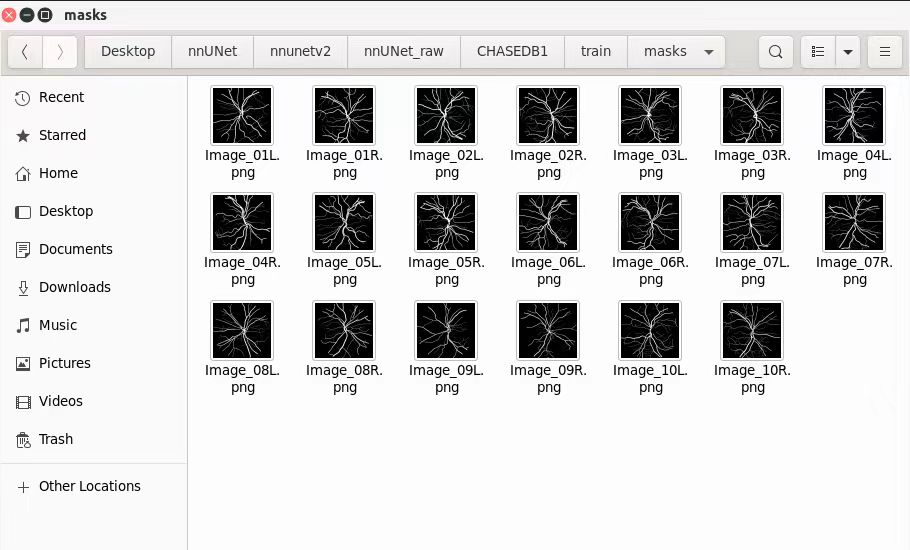 masks
Desktop nnUNet nnunetv2 nnUNet_raw CHASEDB1 train masks
Recent
Starred
Home
Desktop
Documents
Downloads
Music
Pictures
Videos
Trash
Other Locations
Image_01L. Image_01R. Image_02L. Image_02R. Image_03L. Image_03R. Image_04L.
png png png png png png png
Image_04R. Image_05L. Image_05R. Image_06L. Image_06R. Image_07L. Image_07R.
png png png png png png png
Image_08L. Image_08R. Image_09L. Image_09R. Image_10L. Image_10R.
png png png png png png